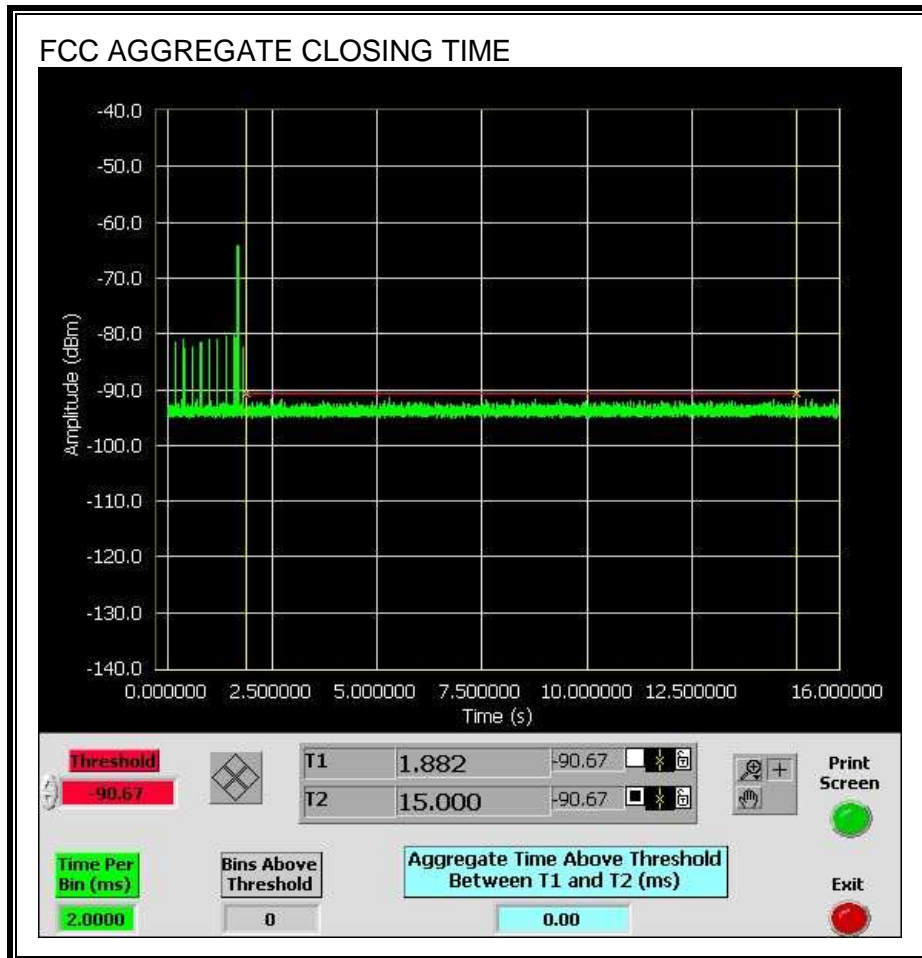 FCC AGGREGATE CLOSING TIME
-40.0
-50.0
-60.0
-70.0
-80.0
-90.0
-100.0
-110.0
-120.0
-130.0
-140.0
Amplitude (dBm)
0.000000 2.500000 5.000000 7.500000 10.000000 12.500000 16.000000
Time (s)
Threshold
-90.67
T1 1.882 -90.67
T2 15.000 -90.67
Print
Screen
Time Per
Bin (ms)
2.0000
Bins Above
Threshold
0
Aggregate Time Above Threshold
Between T1 and T2 (ms)
0.00
Exit